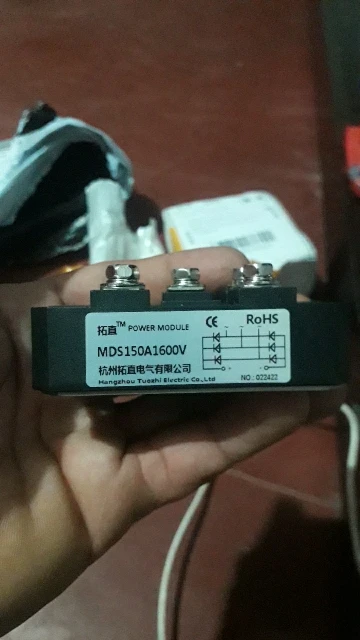 拓直™ POWER MODULE
CE RoHS
MDS150A1600V
杭州拓直电气有限公司
Hangzhou Tuozhi Electric Co.,Ltd
NO: 022422